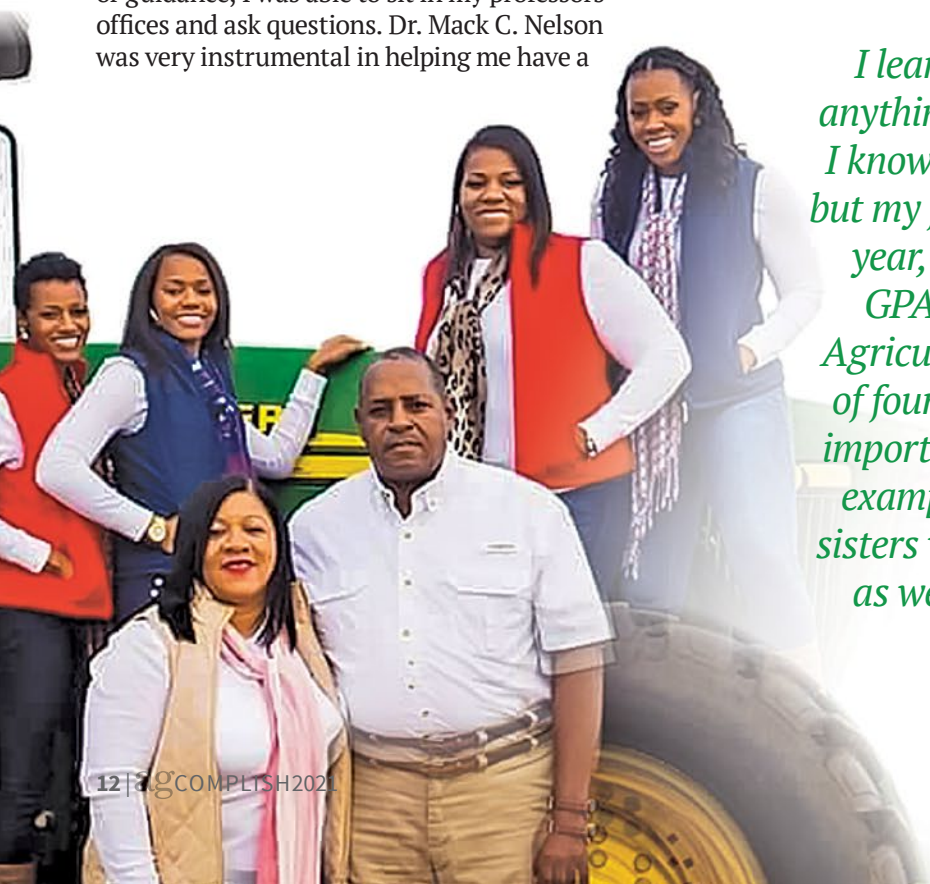 offices and ask questions. Dr. Mack C. Nelson
was very instrumental in helping me have a
I lear
anythin
I know
but my
year,
GPA
Agricu
of four
import
examp
sisters
as we
ER
12 | agCOMPLISH2021